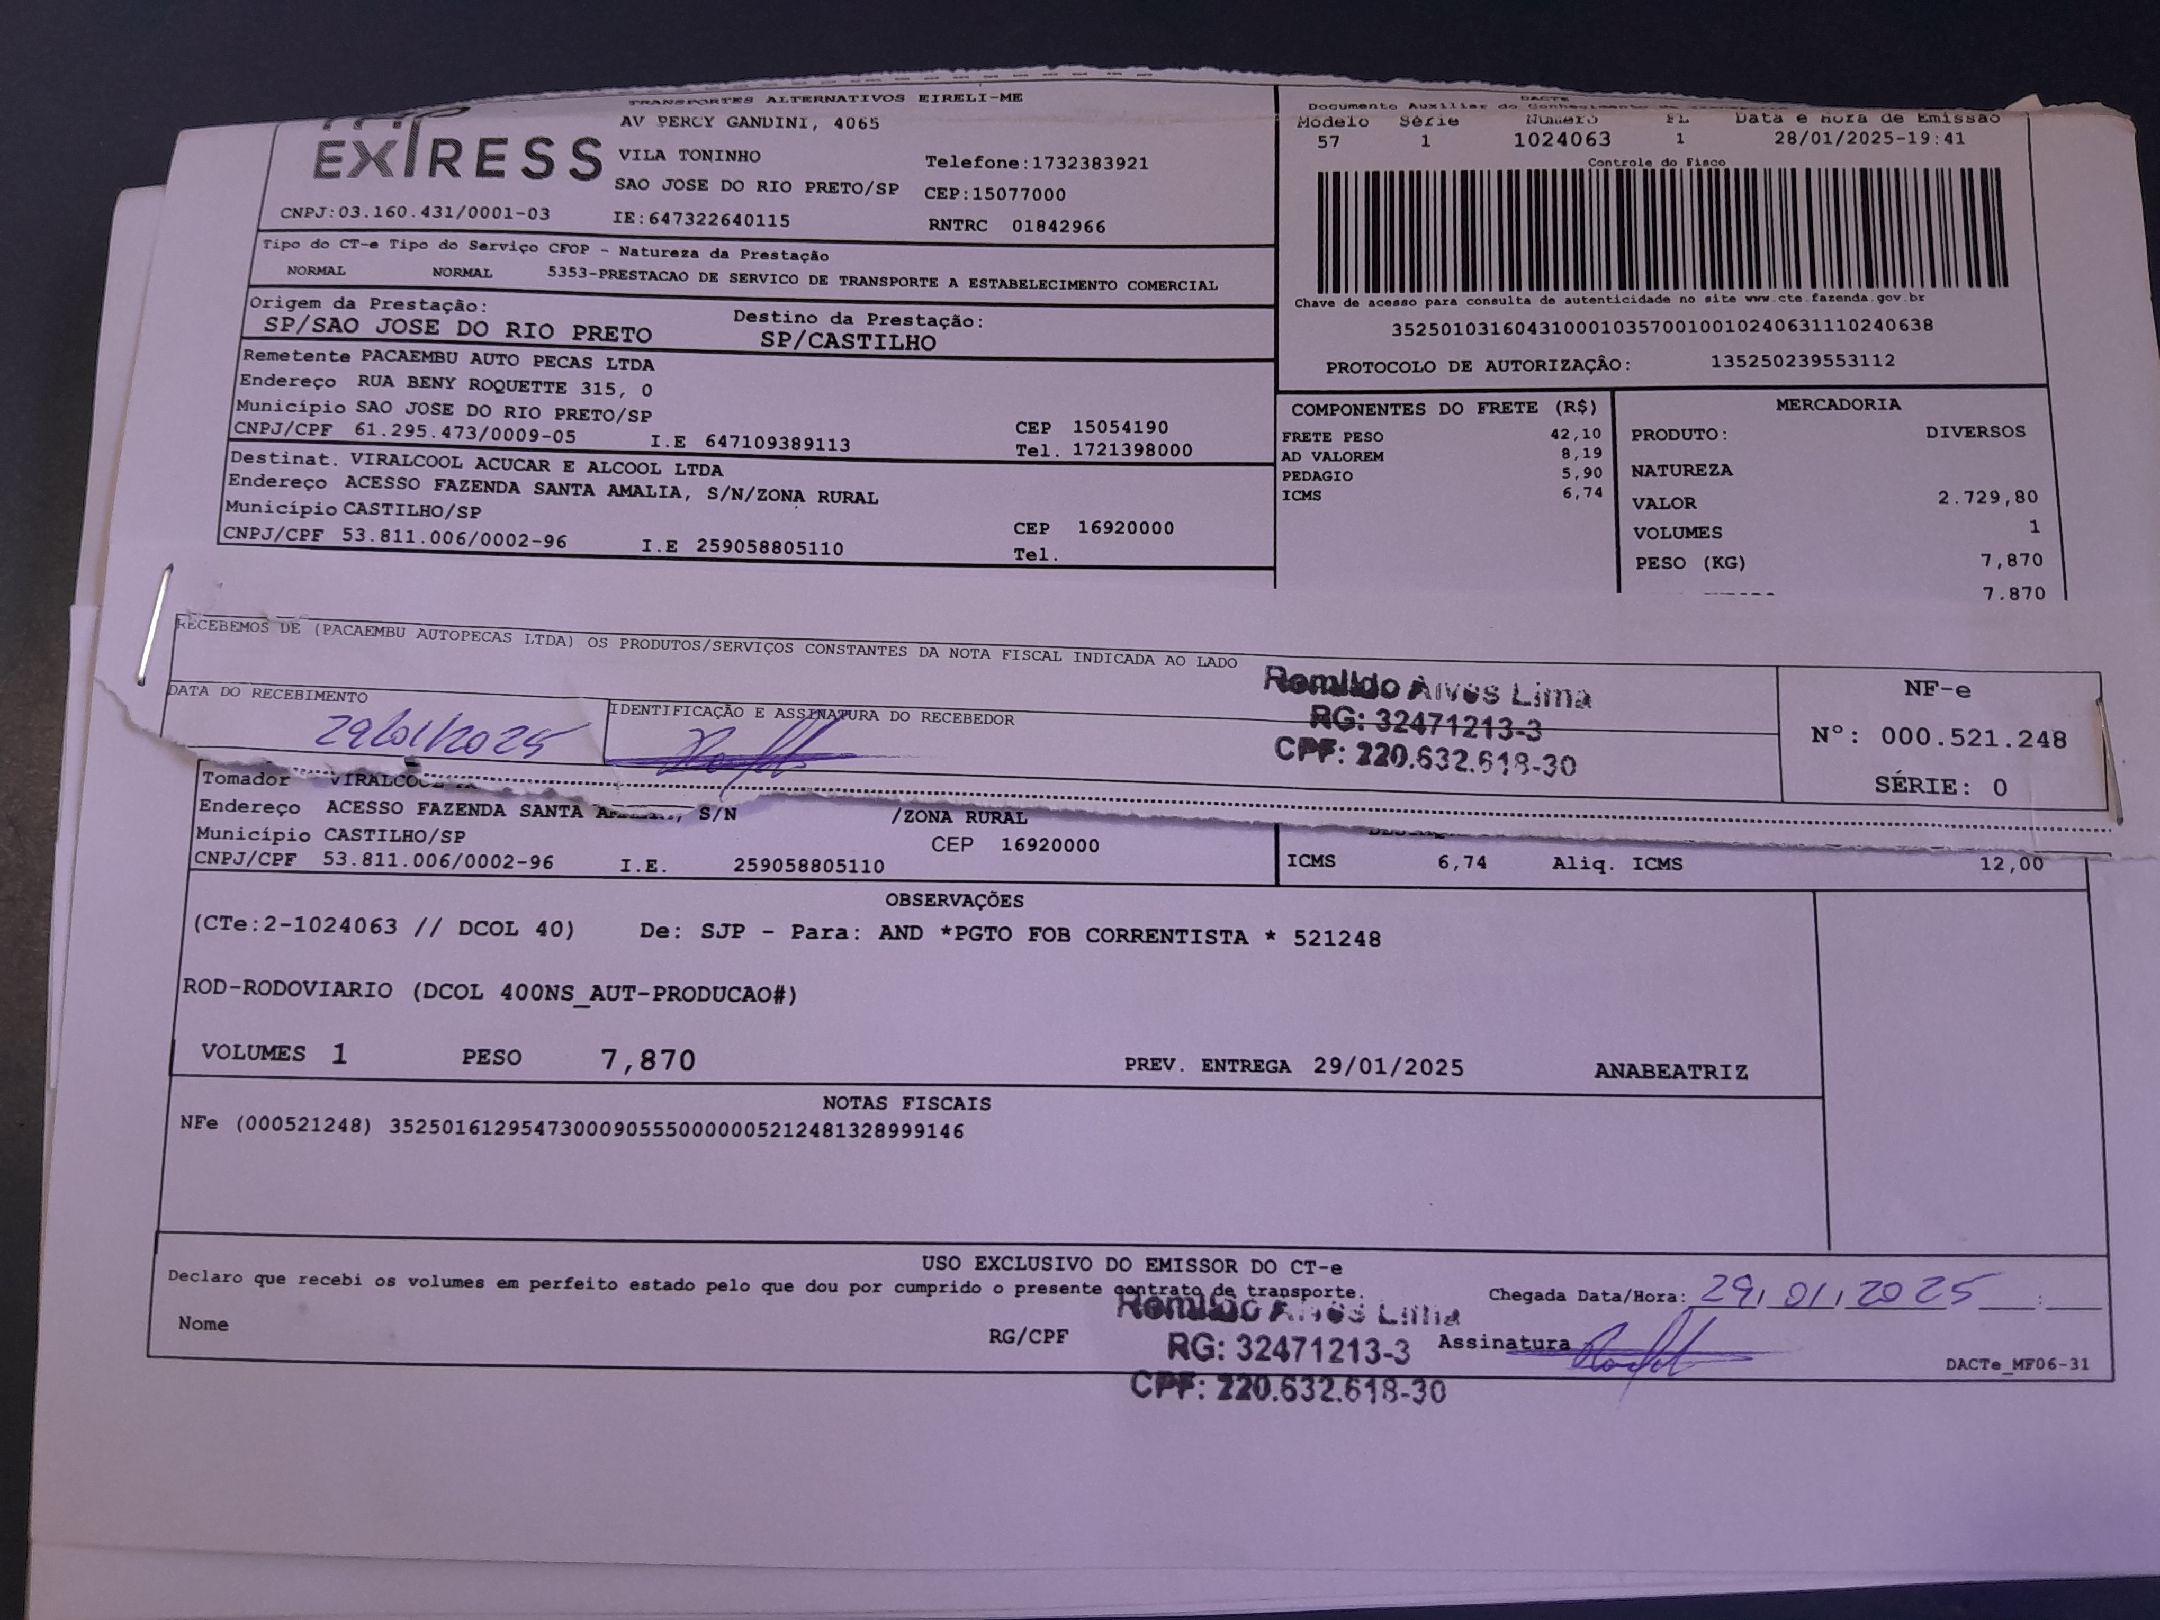 TRANSPORTES ALTERNATIVOS EIRELI-ME
AV PERCY GANDINI, 4065
EXPRESS
VILA TONINHO
Telefone:1732383921
SAO JOSE DO RIO PRETO/SP CEP:15077000
CNPJ:03.160.431/0001-03 IE:647322640115 RNTRC 01842966
DACTE
Documento Auxiliar do Conhecimento de
Modelo Série Número FL Data e Hora de Emissão
57 1 1024063 1 28/01/2025-19:41
Controle do Fisco
Chave de acesso para consulta de autenticidade no site www.cte.fazenda.gov.br
35250103160431000103570010010240631110240638
PROTOCOLO DE AUTORIZAÇÃO: 135250239553112
Tipo do CT-e Tipo do Serviço CFOP - Natureza da Prestação
NORMAL NORMAL 5353-PRESTACAO DE SERVICO DE TRANSPORTE A ESTABELECIMENTO COMERCIAL
Origem da Prestação: Destino da Prestação:
SP/SAO JOSE DO RIO PRETO SP/CASTILHO
Remetente PACAEMBU AUTO PECAS LTDA
Endereço RUA BENY ROQUETTE 315, 0
Município SAO JOSE DO RIO PRETO/SP CEP 15054190
CNPJ/CPF 61.295.473/0009-05 I.E 647109389113 Tel. 1721398000
Destinat. VIRALCOOL ACUCAR E ALCOOL LTDA
Endereço ACESSO FAZENDA SANTA AMALIA, S/N/ZONA RURAL
Município CASTILHO/SP CEP 16920000
CNPJ/CPF 53.811.006/0002-96 I.E 259058805110 Tel.
COMPONENTES DO FRETE (R$)
FRETE PESO 42,10
AD VALOREM 8,19
PEDAGIO 5,90
ICMS 6,74
MERCADORIA
PRODUTO: DIVERSOS
NATUREZA
VALOR 2.729,80
VOLUMES 1
PESO (KG) 7,870
7.870
RECEBEMOS DE (PACAEMBU AUTOPECAS LTDA) OS PRODUTOS/SERVIÇOS CONSTANTES DA NOTA FISCAL INDICADA AO LADO
DATA DO RECEBIMENTO
29/01/2025
IDENTIFICAÇÃO E ASSINATURA DO RECEBEDOR
Romildo Alves Lima
RG: 32471213-3
CPF: 220.632.618-30
NF-e
Nº: 000.521.248
SÉRIE: 0
Tomador VIRALCOOL
Endereço ACESSO FAZENDA SANTA S/N /ZONA RURAL
Município CASTILHO/SP CEP 16920000
CNPJ/CPF 53.811.006/0002-96 I.E. 259058805110
ICMS 6,74 Aliq. ICMS 12,00
OBSERVAÇÕES
(CTe:2-1024063 // DCOL 40) De: SJP - Para: AND *PGTO FOB CORRENTISTA * 521248
ROD-RODOVIARIO (DCOL 400NS_AUT-PRODUCAO#)
VOLUMES 1 PESO 7,870 PREV. ENTREGA 29/01/2025 ANABEATRIZ
NOTAS FISCAIS
NFe (000521248) 35250161295473000905550000005212481328999146
USO EXCLUSIVO DO EMISSOR DO CT-e
Declaro que recebi os volumes em perfeito estado pelo que dou por cumprido o presente contrato de transporte.
Chegada Data/Hora: 29/01/2025 :
Nome RG/CPF Assinatura
Romildo Alves Lima
RG: 32471213-3
CPF: 220.632.618-30
DACTe_MF06-31